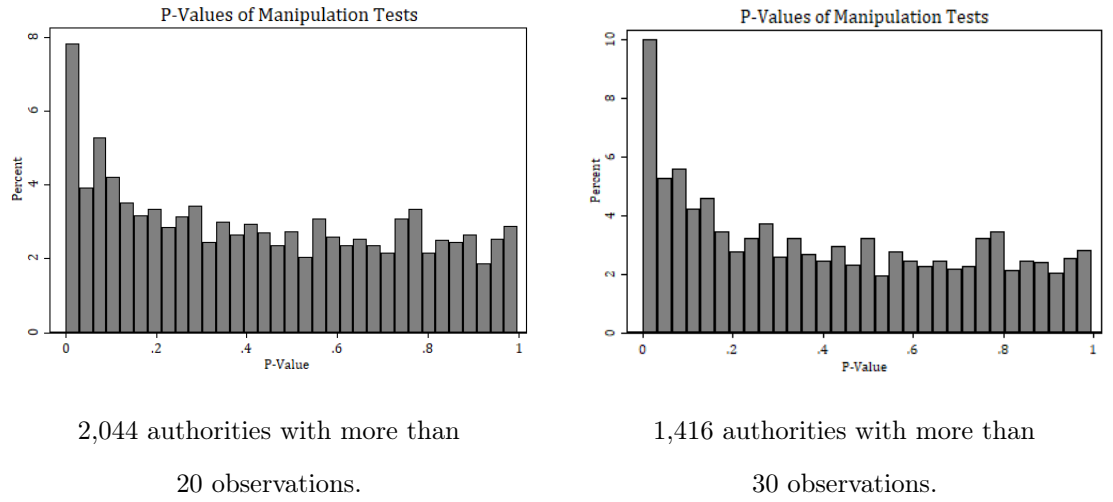 P-Values of Manipulation Tests
8
6
4
2
0
Percent
0 .2 .4 .6 .8 1
P-Value
2,044 authorities with more than
20 observations.
P-Values of Manipulation Tests
10
8
6
4
2
0
Percent
0 .2 .4 .6 .8 1
P-Value
1,416 authorities with more than
30 observations.